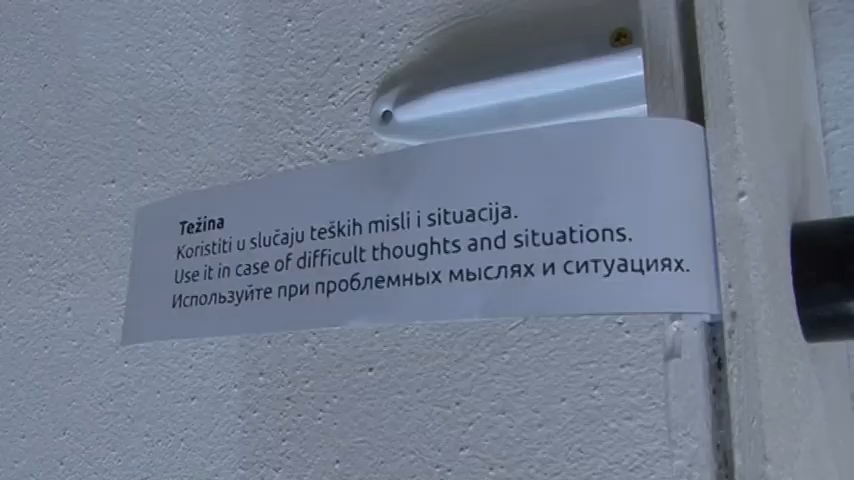 Težina
Koristiti u slučaju teških misli i situacija.
Use it in case of difficult thoughts and situations.
Используйте при проблемных мыслях и ситуациях.